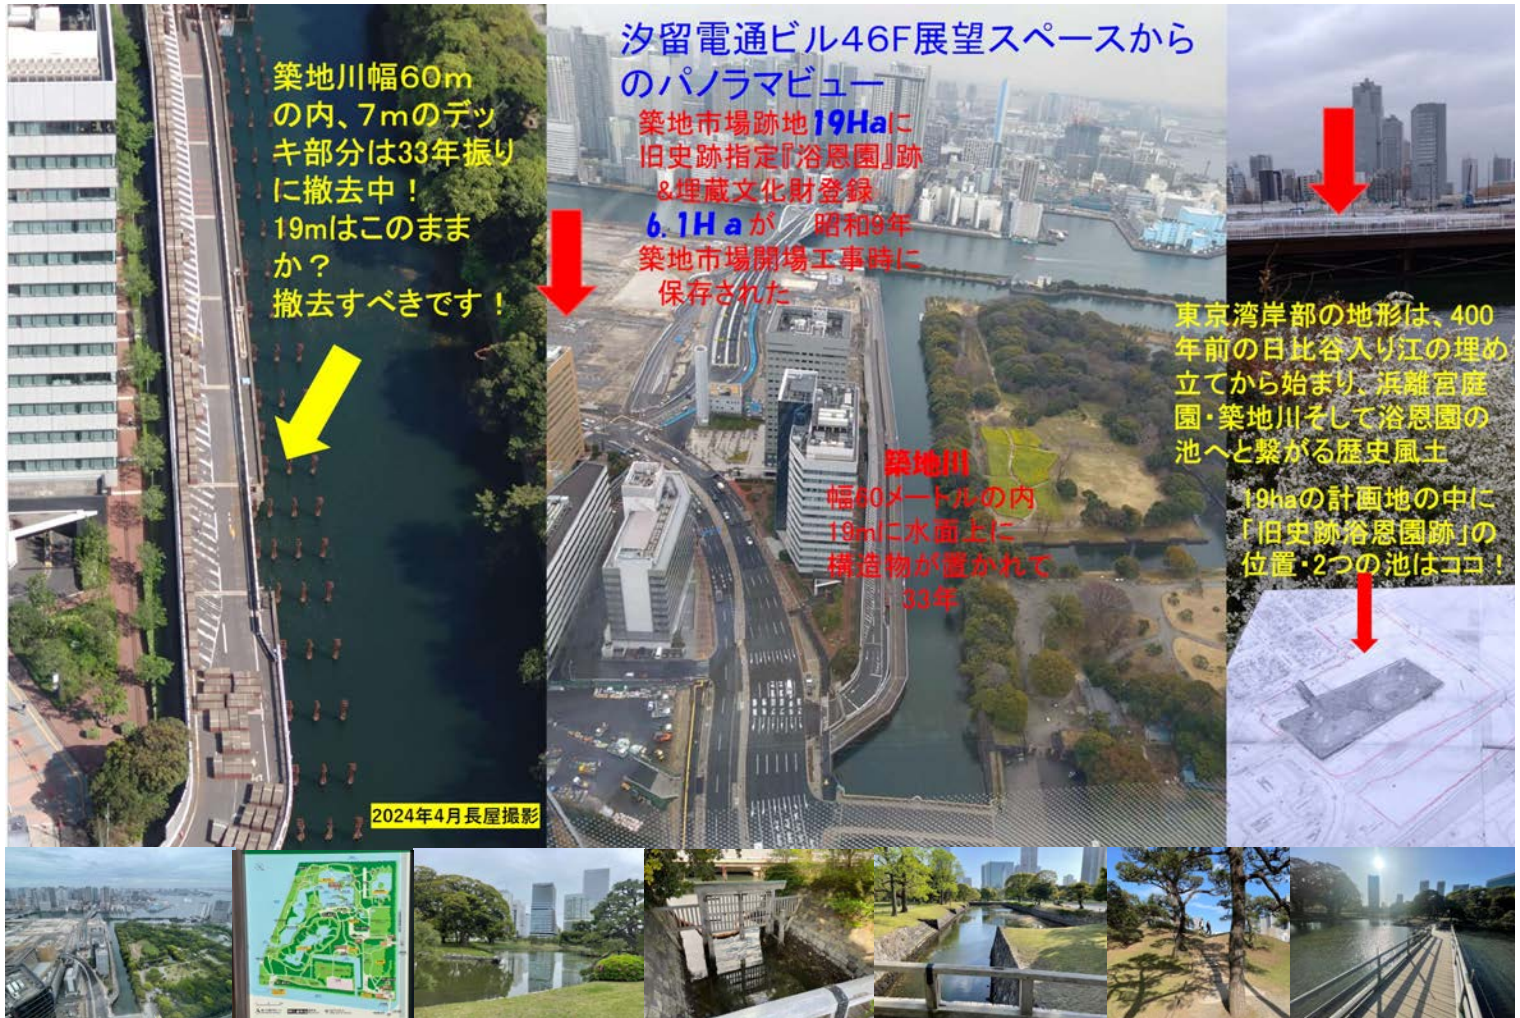 築地川幅60m
の内、7mのデッ
キ部分は33年振り
に撤去中！
19mはこのまま
か？
撤去すべきです！
2024年4月長屋撮影
汐留電通ビル46F展望スペースから
のパノラマビュー
築地市場跡地19Haに
旧史跡指定『浴恩園』跡
&埋蔵文化財登録
6.1Haが 昭和9年
築地市場開場工事時に
保存された
築地川
幅60メートルの内
19mに水面上に
構造物が置かれて
33年
東京湾岸部の地形は、400
年前の日比谷入り江の埋め
立てから始まり、浜離宮庭
園・築地川そして浴恩園の
池へと繋がる歴史風土
19haの計画地の中に
「旧史跡浴恩園跡」の
位置・2つの池はココ！